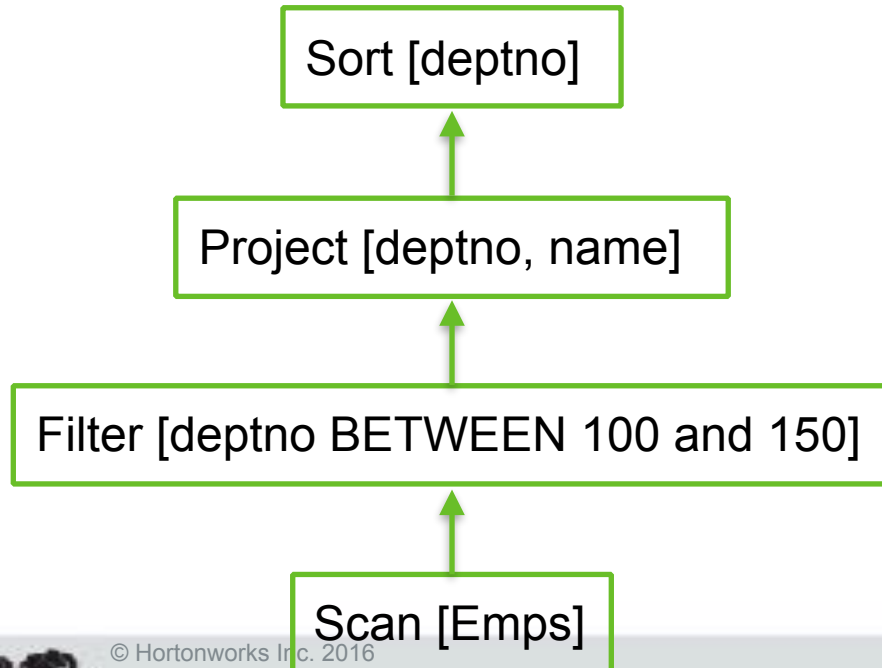 Sort [deptno]
Project [deptno, name]
Filter [deptno BETWEEN 100 and 150]
Scan [Emps]
© Hortonworks Inc. 2016